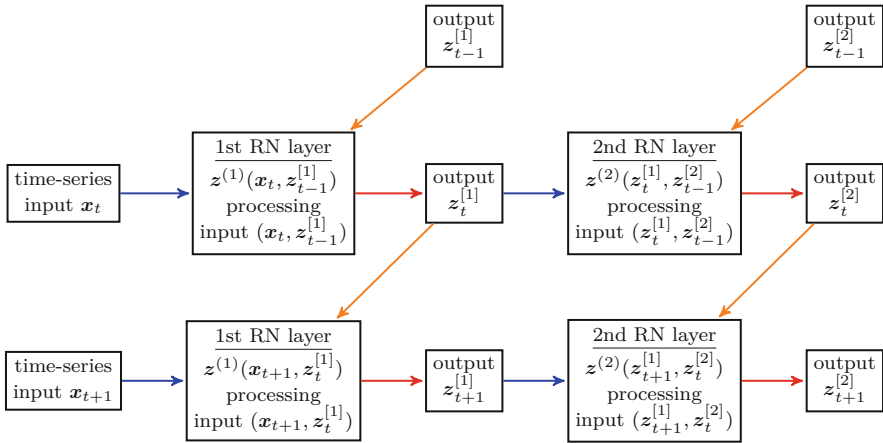 output
$z_{t-1}^{[1]}$
output
$z_{t-1}^{[2]}$
time-series
input $x_t$
1st RN layer
$z^{(1)}(x_t, z_{t-1}^{[1]})$
processing
input $(x_t, z_{t-1}^{[1]})$
output
$z_t^{[1]}$
2nd RN layer
$z^{(2)}(z_t^{[1]}, z_{t-1}^{[2]})$
processing
input $(z_t^{[1]}, z_{t-1}^{[2]})$
output
$z_t^{[2]}$
time-series
input $x_{t+1}$
1st RN layer
$z^{(1)}(x_{t+1}, z_t^{[1]})$
processing
input $(x_{t+1}, z_t^{[1]})$
output
$z_{t+1}^{[1]}$
2nd RN layer
$z^{(2)}(z_{t+1}^{[1]}, z_t^{[2]})$
processing
input $(z_{t+1}^{[1]}, z_t^{[2]})$
output
$z_{t+1}^{[2]}$